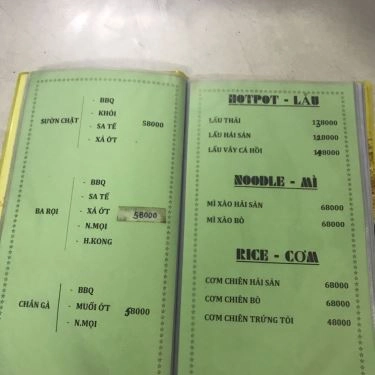 SƯỜN CHẶT
- BBQ
- KHÓI
- SA TẾ
- XẢ ỚT
58000
BA RỌI
- BBQ
- SA TẾ
- XẢ ỚT
- N.MỌI
- H.KONG
58000
CHÂN GÀ
- BBQ
- MUỐI ỚT
- N.MỌI
58000
HOTPOT - LẨU
LẨU THÁI
LẨU HẢI SẢN
LẨU VÂY CÁ HỒI
NOODLE - MÌ
MÌ XÀO HẢI SẢN 68000
MÌ XÀO BÒ 68000
RICE - CƠM
CƠM CHIÊN HẢI SẢN 68000
CƠM CHIÊN BÒ 68000
CƠM CHIÊN TRỨNG TỎI 48000